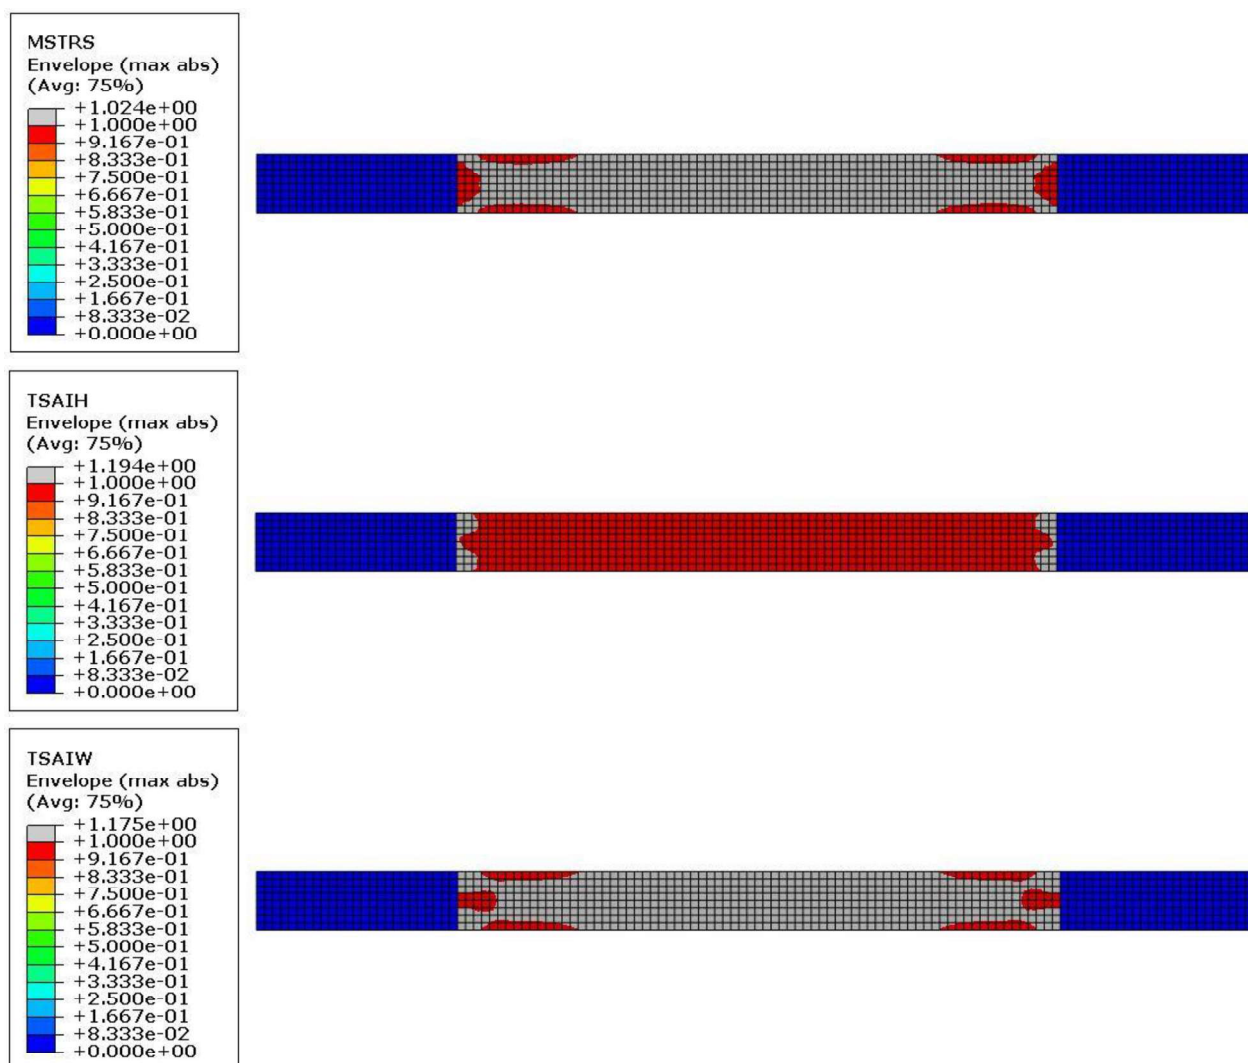 MSTRS
Envelope (max abs)
(Avg: 75%)
+1.024e+00
+1.000e+00
+9.167e-01
+8.333e-01
+7.500e-01
+6.667e-01
+5.833e-01
+5.000e-01
+4.167e-01
+3.333e-01
+2.500e-01
+1.667e-01
+8.333e-02
+0.000e+00
TSAIH
Envelope (max abs)
(Avg: 75%)
+1.194e+00
+1.000e+00
+9.167e-01
+8.333e-01
+7.500e-01
+6.667e-01
+5.833e-01
+5.000e-01
+4.167e-01
+3.333e-01
+2.500e-01
+1.667e-01
+8.333e-02
+0.000e+00
TSAIW
Envelope (max abs)
(Avg: 75%)
+1.175e+00
+1.000e+00
+9.167e-01
+8.333e-01
+7.500e-01
+6.667e-01
+5.833e-01
+5.000e-01
+4.167e-01
+3.333e-01
+2.500e-01
+1.667e-01
+8.333e-02
+0.000e+00